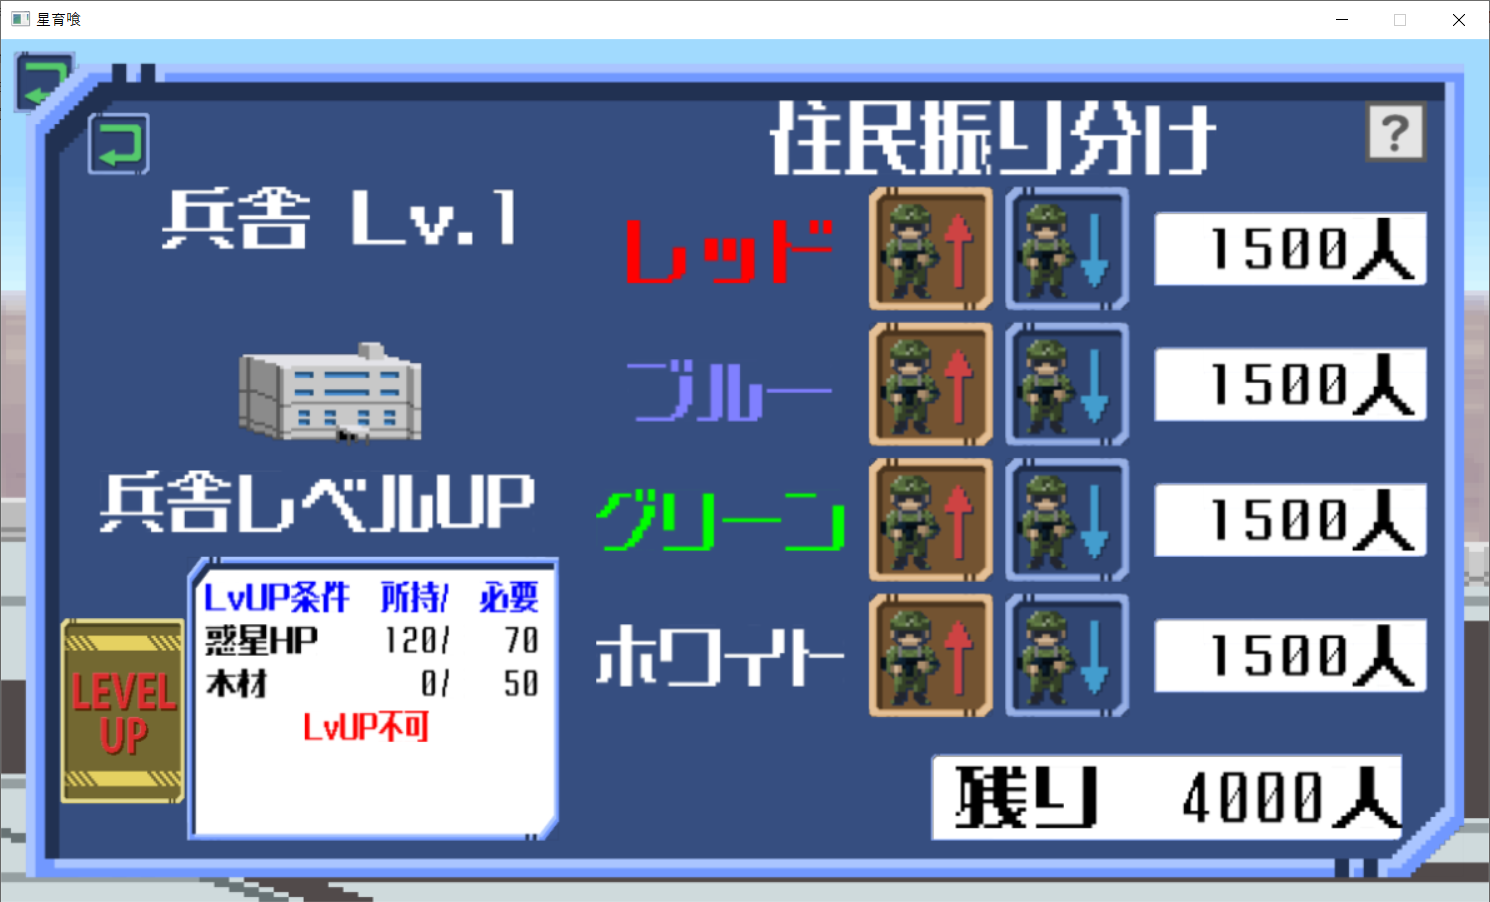 星育喰
住民振り分け
?
兵舎 Lv.1
レッド 1500人
ブルー 1500人
兵舎レベルUP
グリーン 1500人
ホワイト 1500人
LvUP条件 所持/ 必要
惑星HP 120/ 70
木材 0/ 50
LvUP不可
LEVEL
UP
残り 4000人